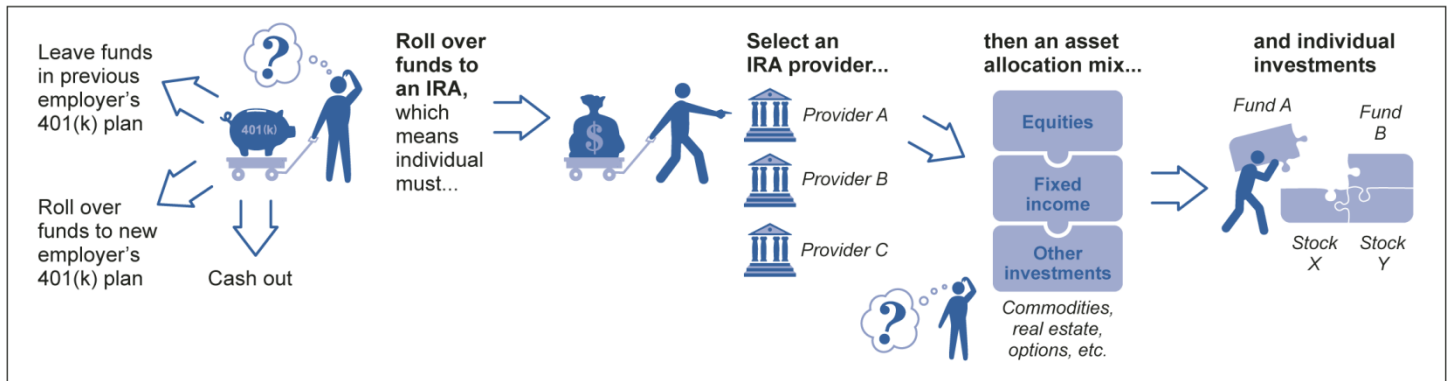 Leave funds
in previous
employer's
401(k) plan
?
401(k)
Roll over
funds to new
employer's
401(k) plan
Cash out
Roll over
funds to
an IRA,
which
means
individual
must...
$
Select an
IRA provider...
Provider A
Provider B
Provider C
then an asset
allocation mix...
Equities
Fixed
income
Other
investments
?
Commodities,
real estate,
options, etc.
and individual
investments
Fund A
Fund
B
Stock
X
Stock
Y